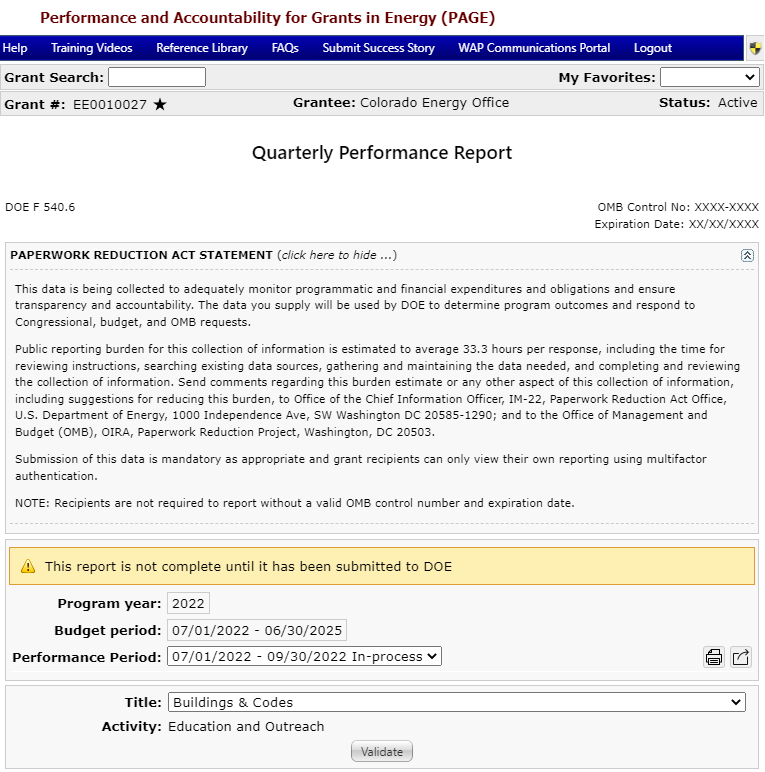 Performance and Accountability for Grants in Energy (PAGE)
Help Training Videos Reference Library FAQs Submit Success Story WAP Communications Portal Logout
Grant Search: My Favorites:
Grant #: EE0010027 ★ Grantee: Colorado Energy Office Status: Active
Quarterly Performance Report
DOE F 540.6 OMB Control No: XXXX-XXXX
Expiration Date: XX/XX/XXXX
PAPERWORK REDUCTION ACT STATEMENT (click here to hide ...)
This data is being collected to adequately monitor programmatic and financial expenditures and obligations and ensure
transparency and accountability. The data you supply will be used by DOE to determine program outcomes and respond to
Congressional, budget, and OMB requests.
Public reporting burden for this collection of information is estimated to average 33.3 hours per response, including the time for
reviewing instructions, searching existing data sources, gathering and maintaining the data needed, and completing and reviewing
the collection of information. Send comments regarding this burden estimate or any other aspect of this collection of information,
including suggestions for reducing this burden, to Office of the Chief Information Officer, IM-22, Paperwork Reduction Act Office,
U.S. Department of Energy, 1000 Independence Ave, SW Washington DC 20585-1290; and to the Office of Management and
Budget (OMB), OIRA, Paperwork Reduction Project, Washington, DC 20503.
Submission of this data is mandatory as appropriate and grant recipients can only view their own reporting using multifactor
authentication.
NOTE: Recipients are not required to report without a valid OMB control number and expiration date.
This report is not complete until it has been submitted to DOE
Program year: 2022
Budget period: 07/01/2022 - 06/30/2025
Performance Period: 07/01/2022 - 09/30/2022 In-process
Title: Buildings & Codes
Activity: Education and Outreach
Validate